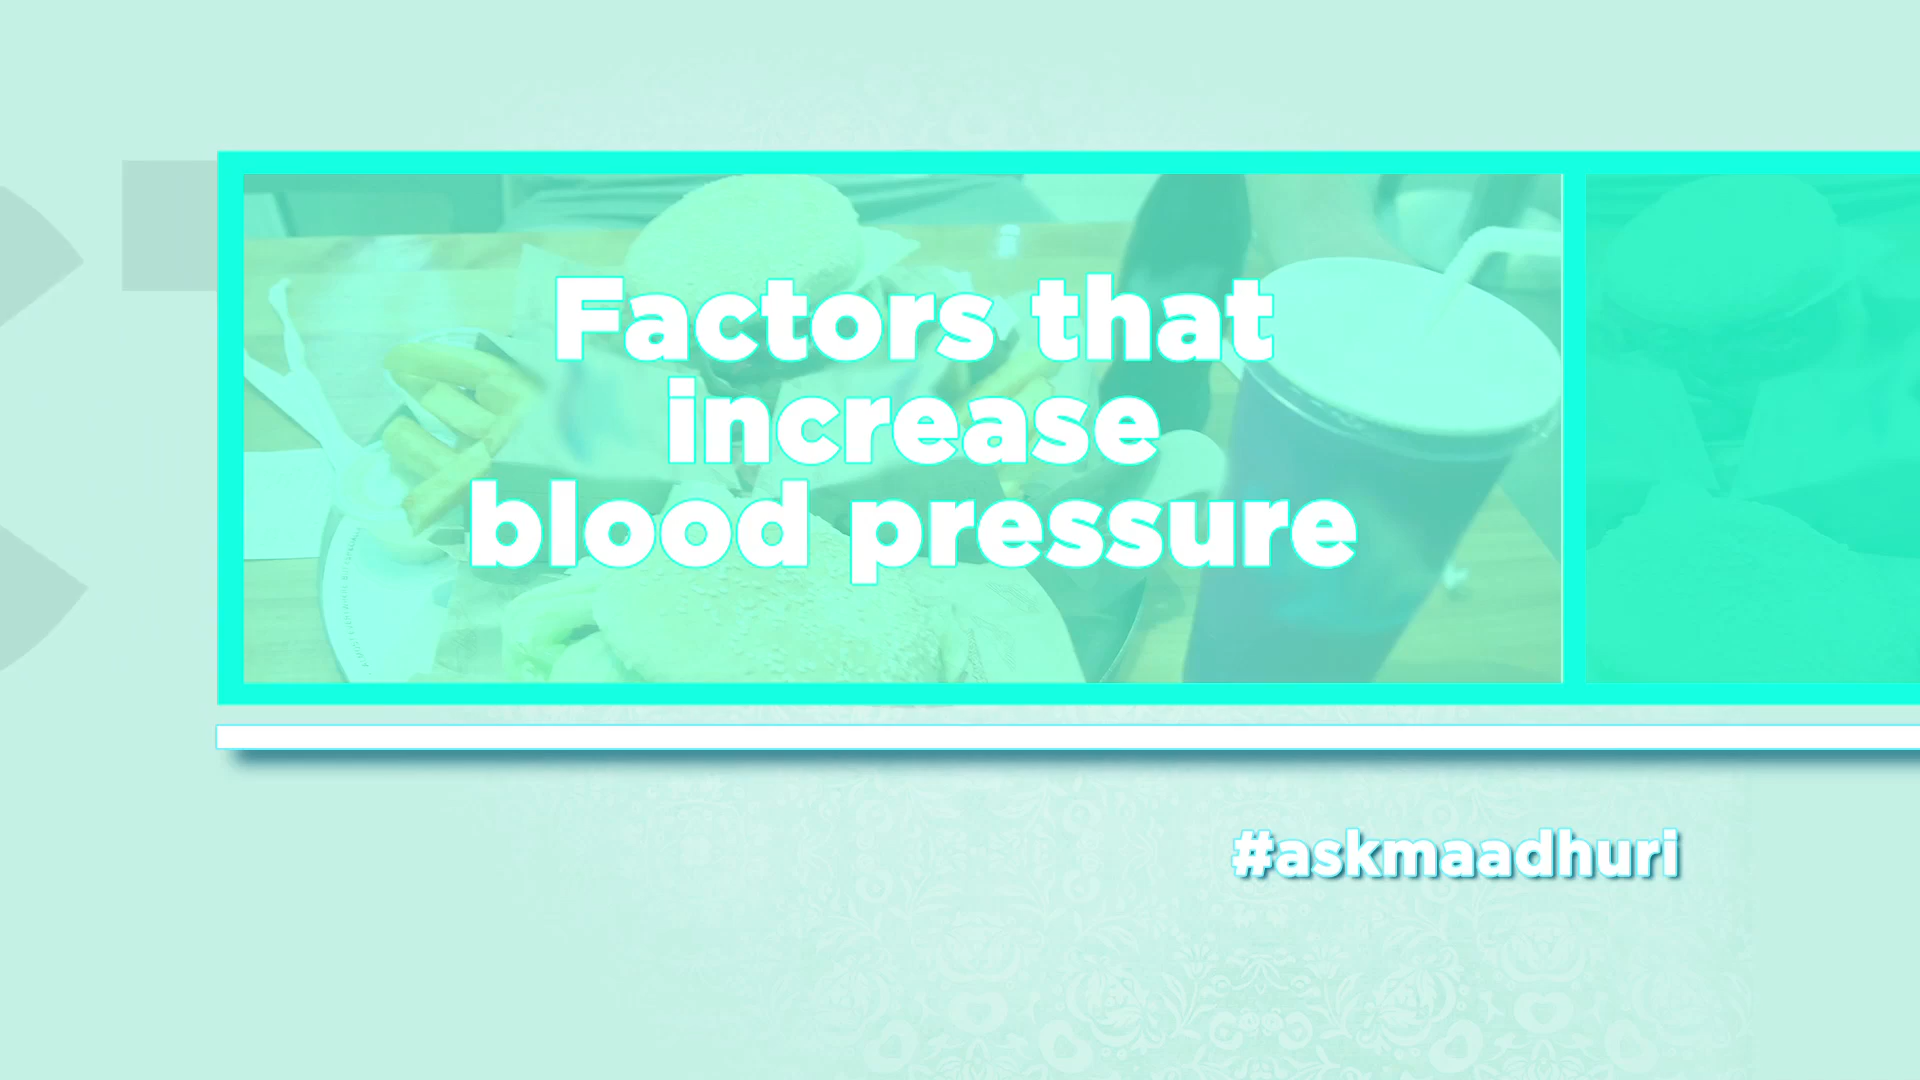 Factors that
increase
blood pressure
#askmaadhuri